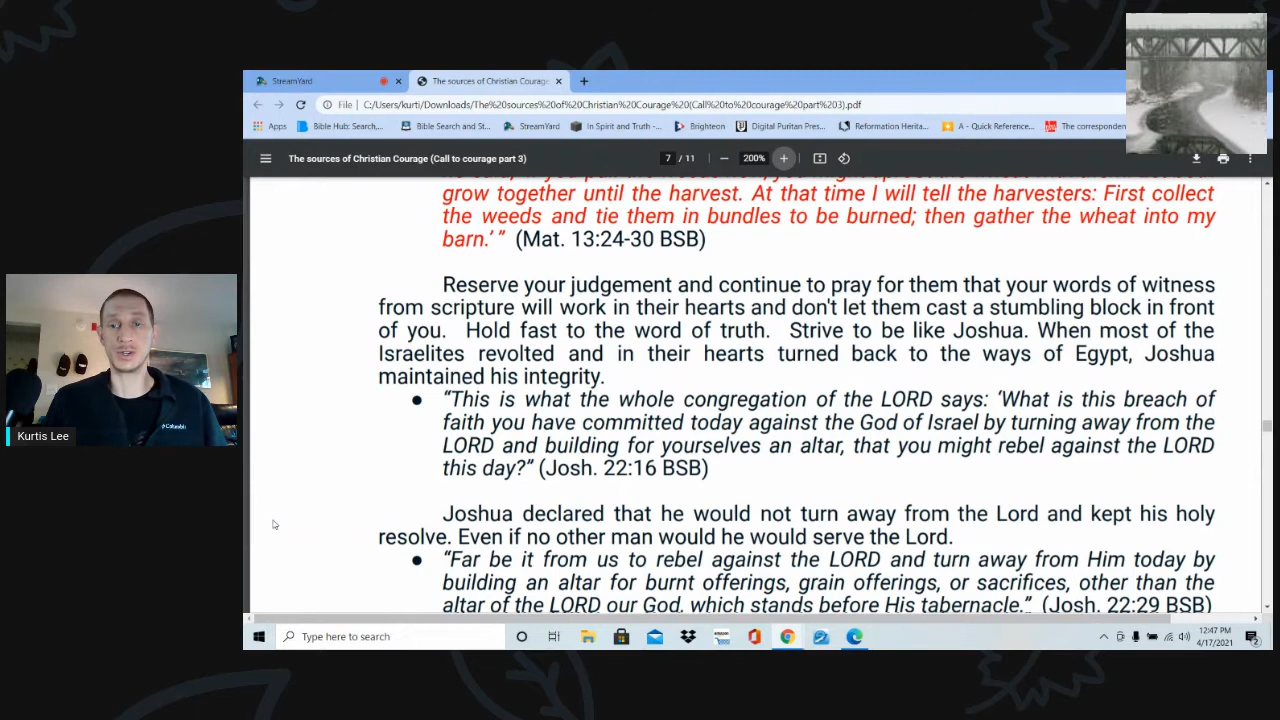 StreamYard
The sources of Christian Courage
File C:/Users/kurti/Downloads/The%20sources%20of%20Christian%20Courage%20(Call%20to%20courage%20part%203).pdf
Apps Bible Hub: Search,... Bible Search and St... StreamYard In Spirit and Truth -... Brighteon Digital Puritan Pres... Reformation Herita... A - Quick Reference... The corresponden
The sources of Christian Courage (Call to courage part 3) 7 / 11 200%
grow together until the harvest. At that time I will tell the harvesters: First collect
the weeds and tie them in bundles to be burned; then gather the wheat into my
barn.’ ” (Mat. 13:24-30 BSB)
Reserve your judgement and continue to pray for them that your words of witness
from scripture will work in their hearts and don't let them cast a stumbling block in front
of you. Hold fast to the word of truth. Strive to be like Joshua. When most of the
Israelites revolted and in their hearts turned back to the ways of Egypt, Joshua
maintained his integrity.
● “This is what the whole congregation of the LORD says: ‘What is this breach of
faith you have committed today against the God of Israel by turning away from the
LORD and building for yourselves an altar, that you might rebel against the LORD
this day?” (Josh. 22:16 BSB)
Joshua declared that he would not turn away from the Lord and kept his holy
resolve. Even if no other man would he would serve the Lord.
● “Far be it from us to rebel against the LORD and turn away from Him today by
building an altar for burnt offerings, grain offerings, or sacrifices, other than the
altar of the LORD our God, which stands before His tabernacle.” (Josh. 22:29 BSB)
Columbia
Kurtis Lee
Type here to search
12:47 PM
4/17/2021
2